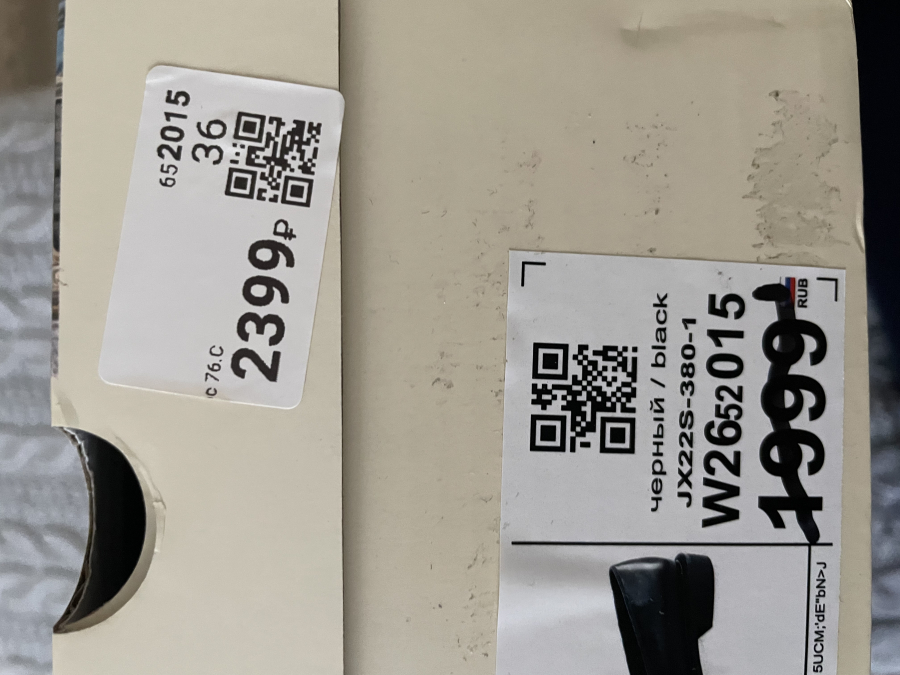 652015
36
2399₽
с 76.C
черный / black
JX22S-380-1
W2652015
1999
RUB
5UCM;'dE"bN>J